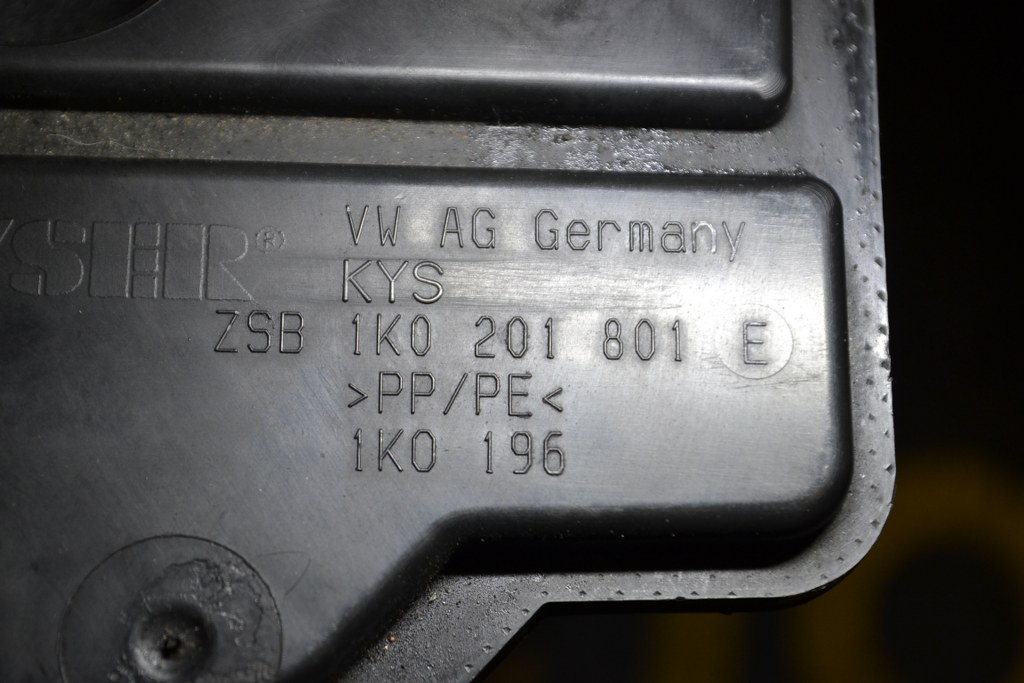 VW AG Germany
KYS
ZSB 1K0 201 801 E
>PP/PE<
1K0 196